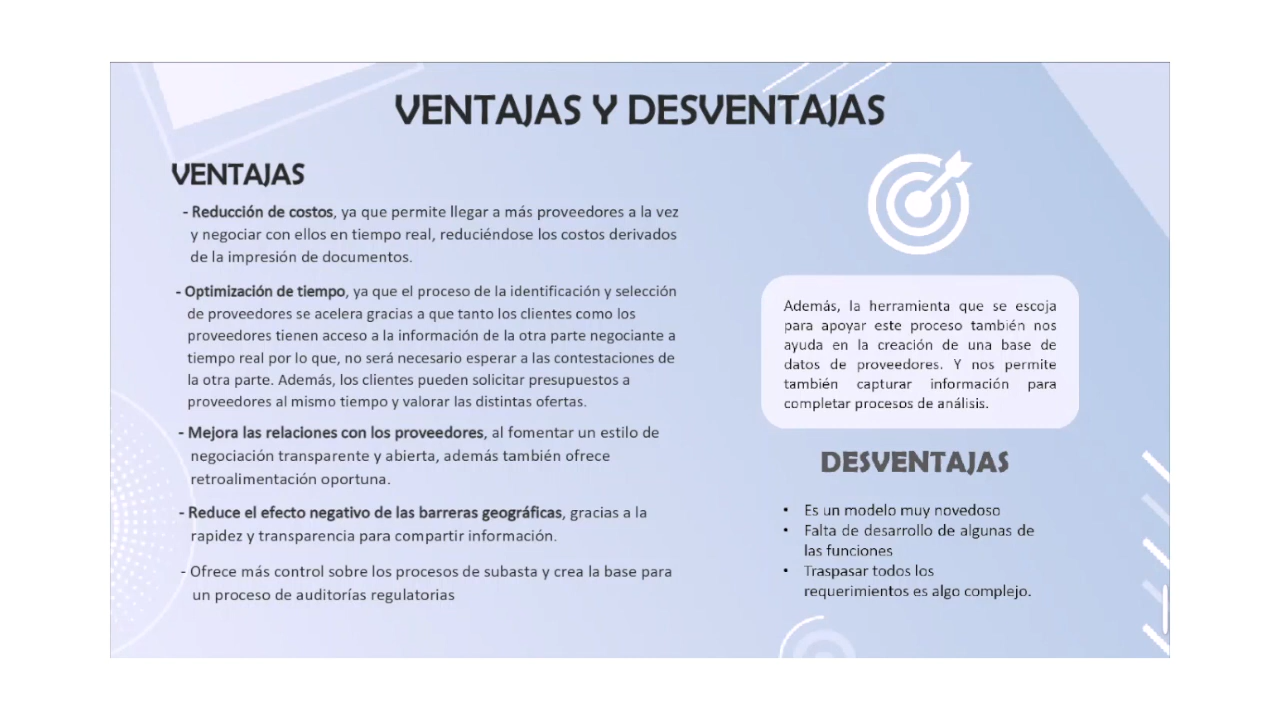 VENTAJAS Y DESVENTAJAS
VENTAJAS
- Reducción de costos, ya que permite llegar a más proveedores a la vez
y negociar con ellos en tiempo real, reduciéndose los costos derivados
de la impresión de documentos.
- Optimización de tiempo, ya que el proceso de la identificación y selección
de proveedores se acelera gracias a que tanto los clientes como los
proveedores tienen acceso a la información de la otra parte negociante a
tiempo real por lo que, no será necesario esperar a las contestaciones de
la otra parte. Además, los clientes pueden solicitar presupuestos a
proveedores al mismo tiempo y valorar las distintas ofertas.
- Mejora las relaciones con los proveedores, al fomentar un estilo de
negociación transparente y abierta, además también ofrece
retroalimentación oportuna.
- Reduce el efecto negativo de las barreras geográficas, gracias a la
rapidez y transparencia para compartir información.
- Ofrece más control sobre los procesos de subasta y crea la base para
un proceso de auditorías regulatorias
Además, la herramienta que se escoja
para apoyar este proceso también nos
ayuda en la creación de una base de
datos de proveedores. Y nos permite
también capturar información para
completar procesos de análisis.
DESVENTAJAS
• Es un modelo muy novedoso
• Falta de desarrollo de algunas de
las funciones
• Traspasar todos los
requerimientos es algo complejo.